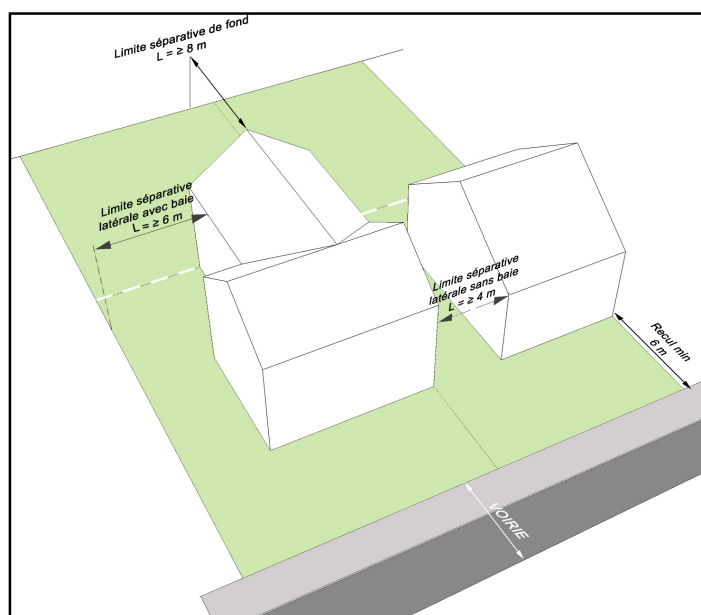 Limite séparative de fond
L = ≥ 8 m
Limite séparative
latérale avec baie
L = ≥ 6 m
Limite séparative
latérale sans baie
L = ≥ 4 m
Recul min
6 m
VOIRIE